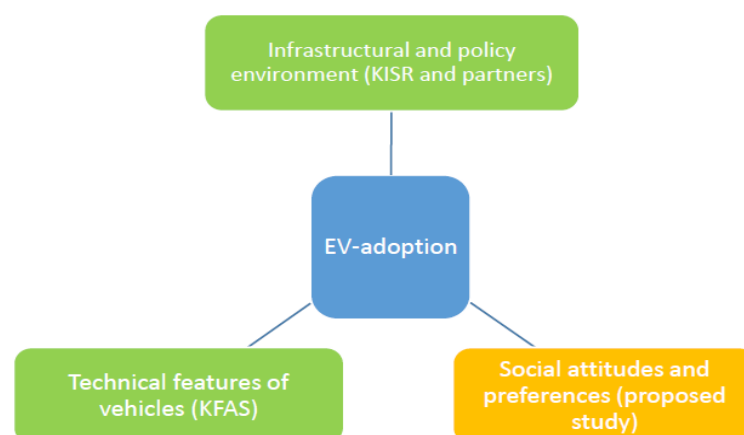 Infrastructural and policy
environment (KISR and partners)
EV-adoption
Technical features of
vehicles (KFAS)
Social attitudes and
preferences (proposed
study)